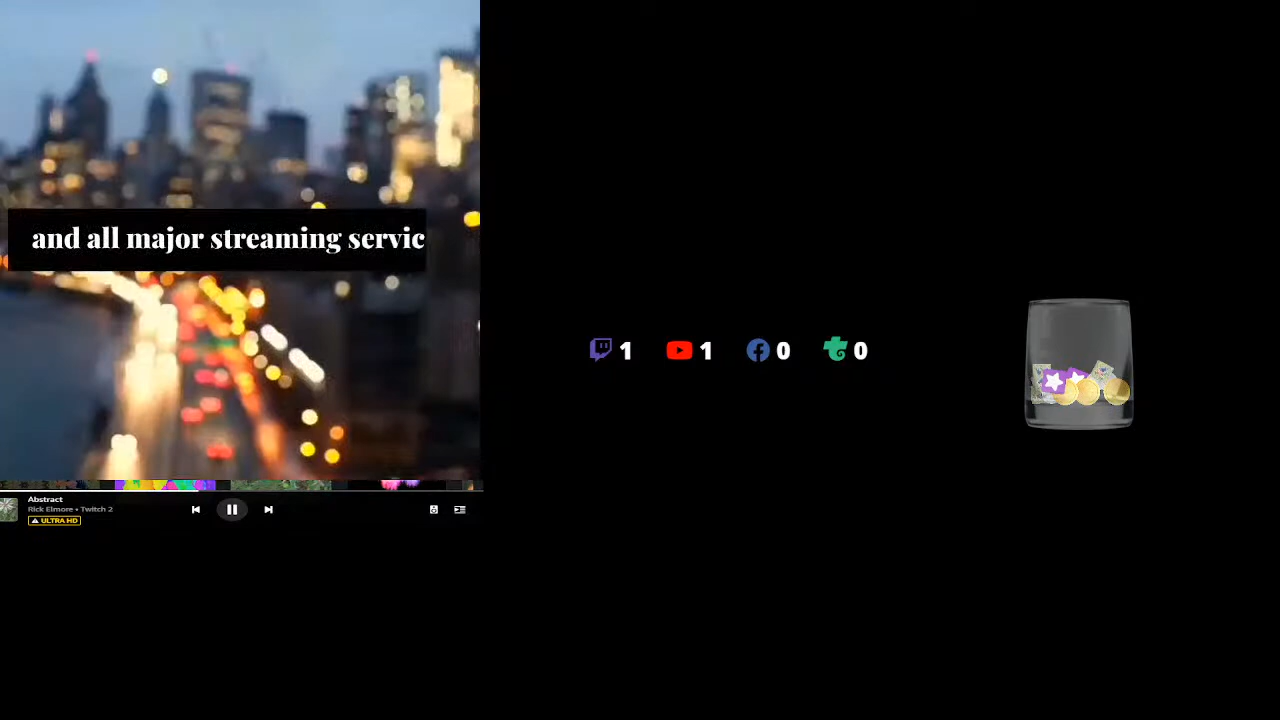 and all major streaming servic
1 1 0 0
Abstract
Rick Elmore • Twitch 2
ULTRA HD